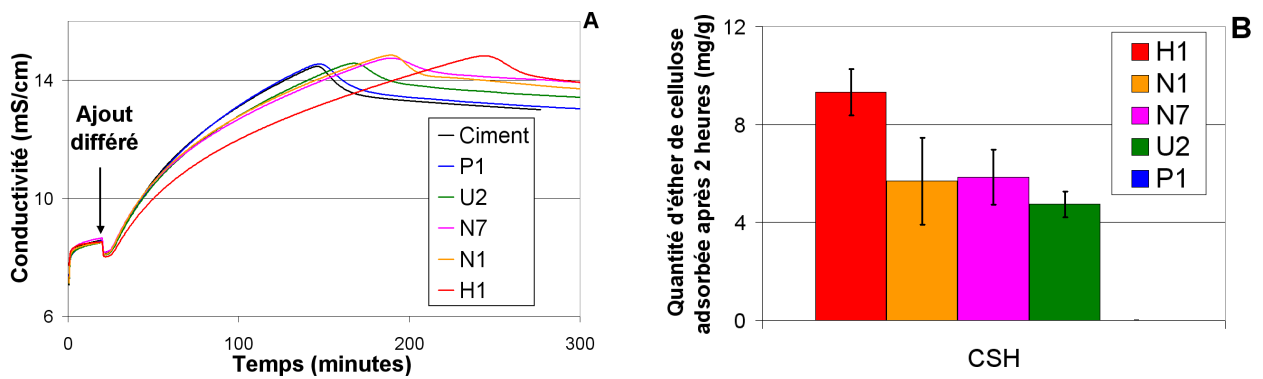 A
Conductivité (mS/cm)
14
10
6
Ajout
différé
Ciment
P1
U2
N7
N1
H1
0
100
200
300
Temps (minutes)
B
Quantité d'éther de cellulose
adsorbée après 2 heures (mg/g)
12
8
4
0
H1
N1
N7
U2
P1
CSH